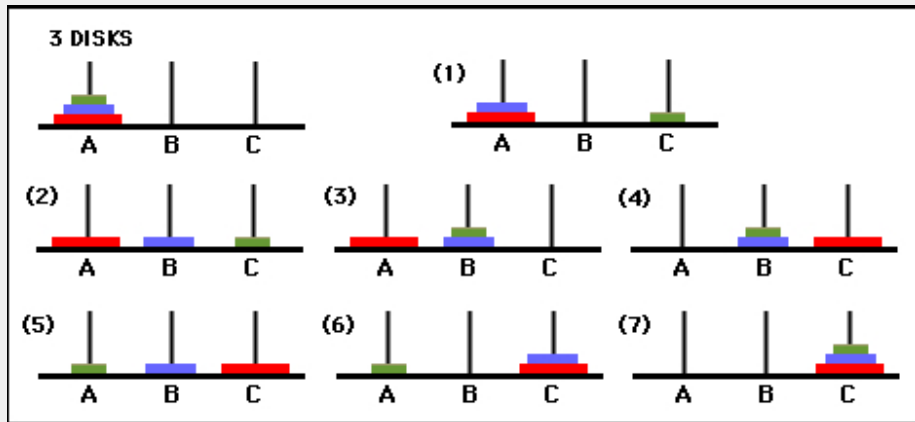 3 DISKS
(1)
A B C
A B C
(2)
(3)
(4)
A B C
A B C
A B C
(5)
(6)
(7)
A B C
A B C
A B C